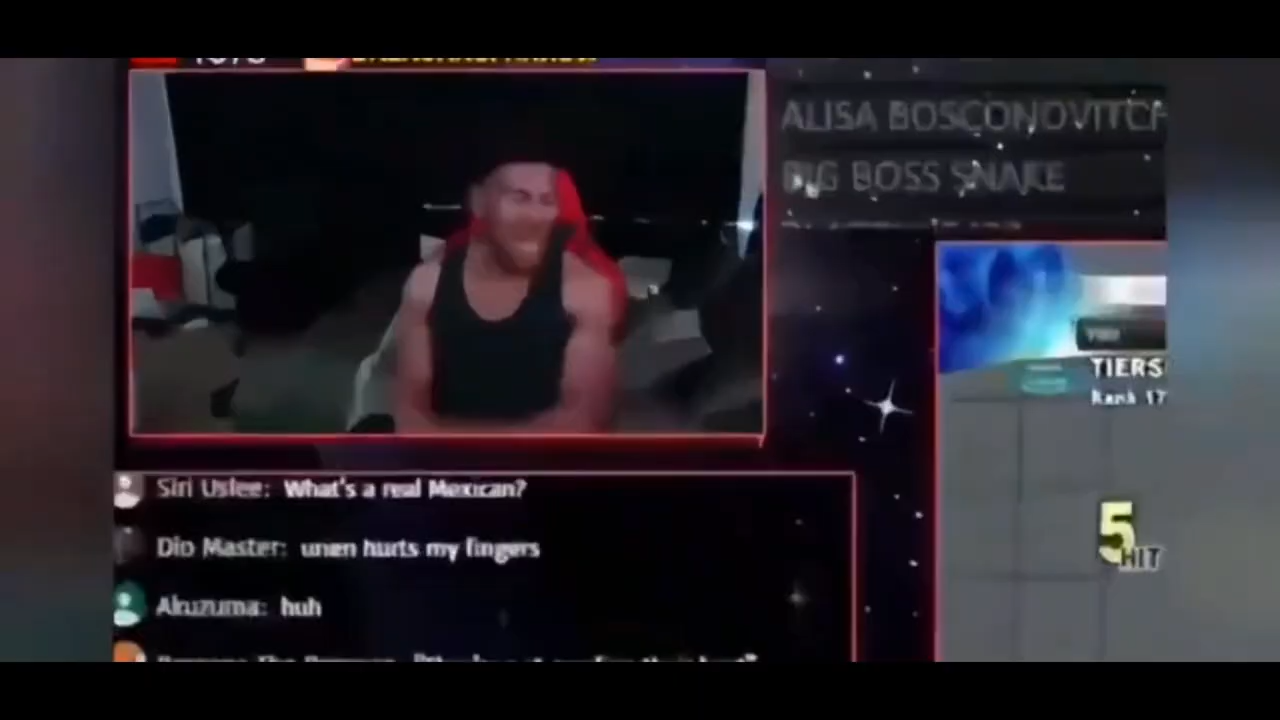 ALISA BOSCONOVITCH
BIG BOSS SNAKE
TIERS
Rank 17
5
HIT
Siri Uslee: What's a real Mexican?
Dio Master: unen hurts my fingers
Akuzuma: huh